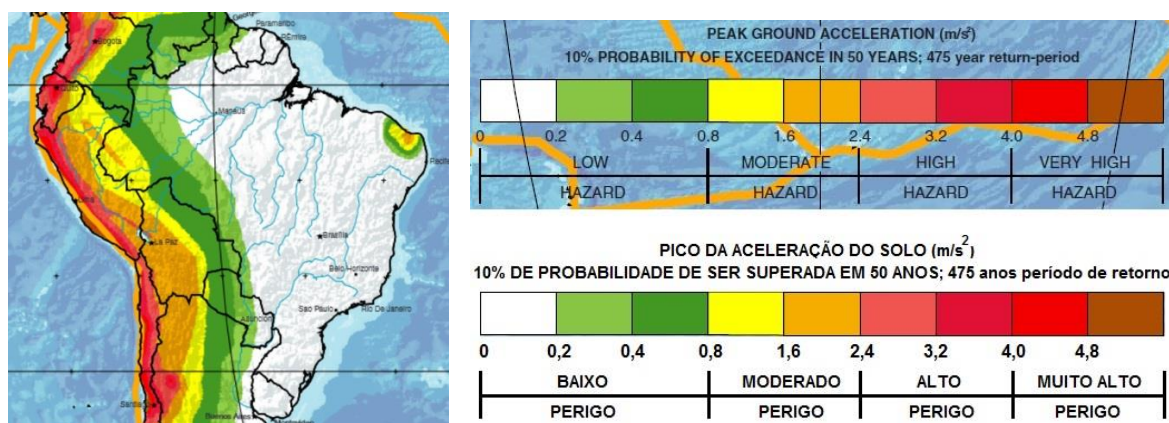 Paramaribo
Bogota
Quito
Manaus
Lima
La Paz
Brasília
Belo Horizonte
Sao Paulo
Rio De Janeiro
Asuncion
Buenos Aires
PEAK GROUND ACCELERATION (m/s²)
10% PROBABILITY OF EXCEEDANCE IN 50 YEARS; 475 year return-period
0 0.2 0.4 0.8 1.6 2.4 3.2 4.0 4.8
LOW MODERATE HIGH VERY HIGH
HAZARD HAZARD HAZARD HAZARD
PICO DA ACELERAÇÃO DO SOLO (m/s²)
10% DE PROBABILIDADE DE SER SUPERADA EM 50 ANOS; 475 anos período de retorno
0 0,2 0,4 0,8 1,6 2,4 3,2 4,0 4,8
BAIXO MODERADO ALTO MUITO ALTO
PERIGO PERIGO PERIGO PERIGO